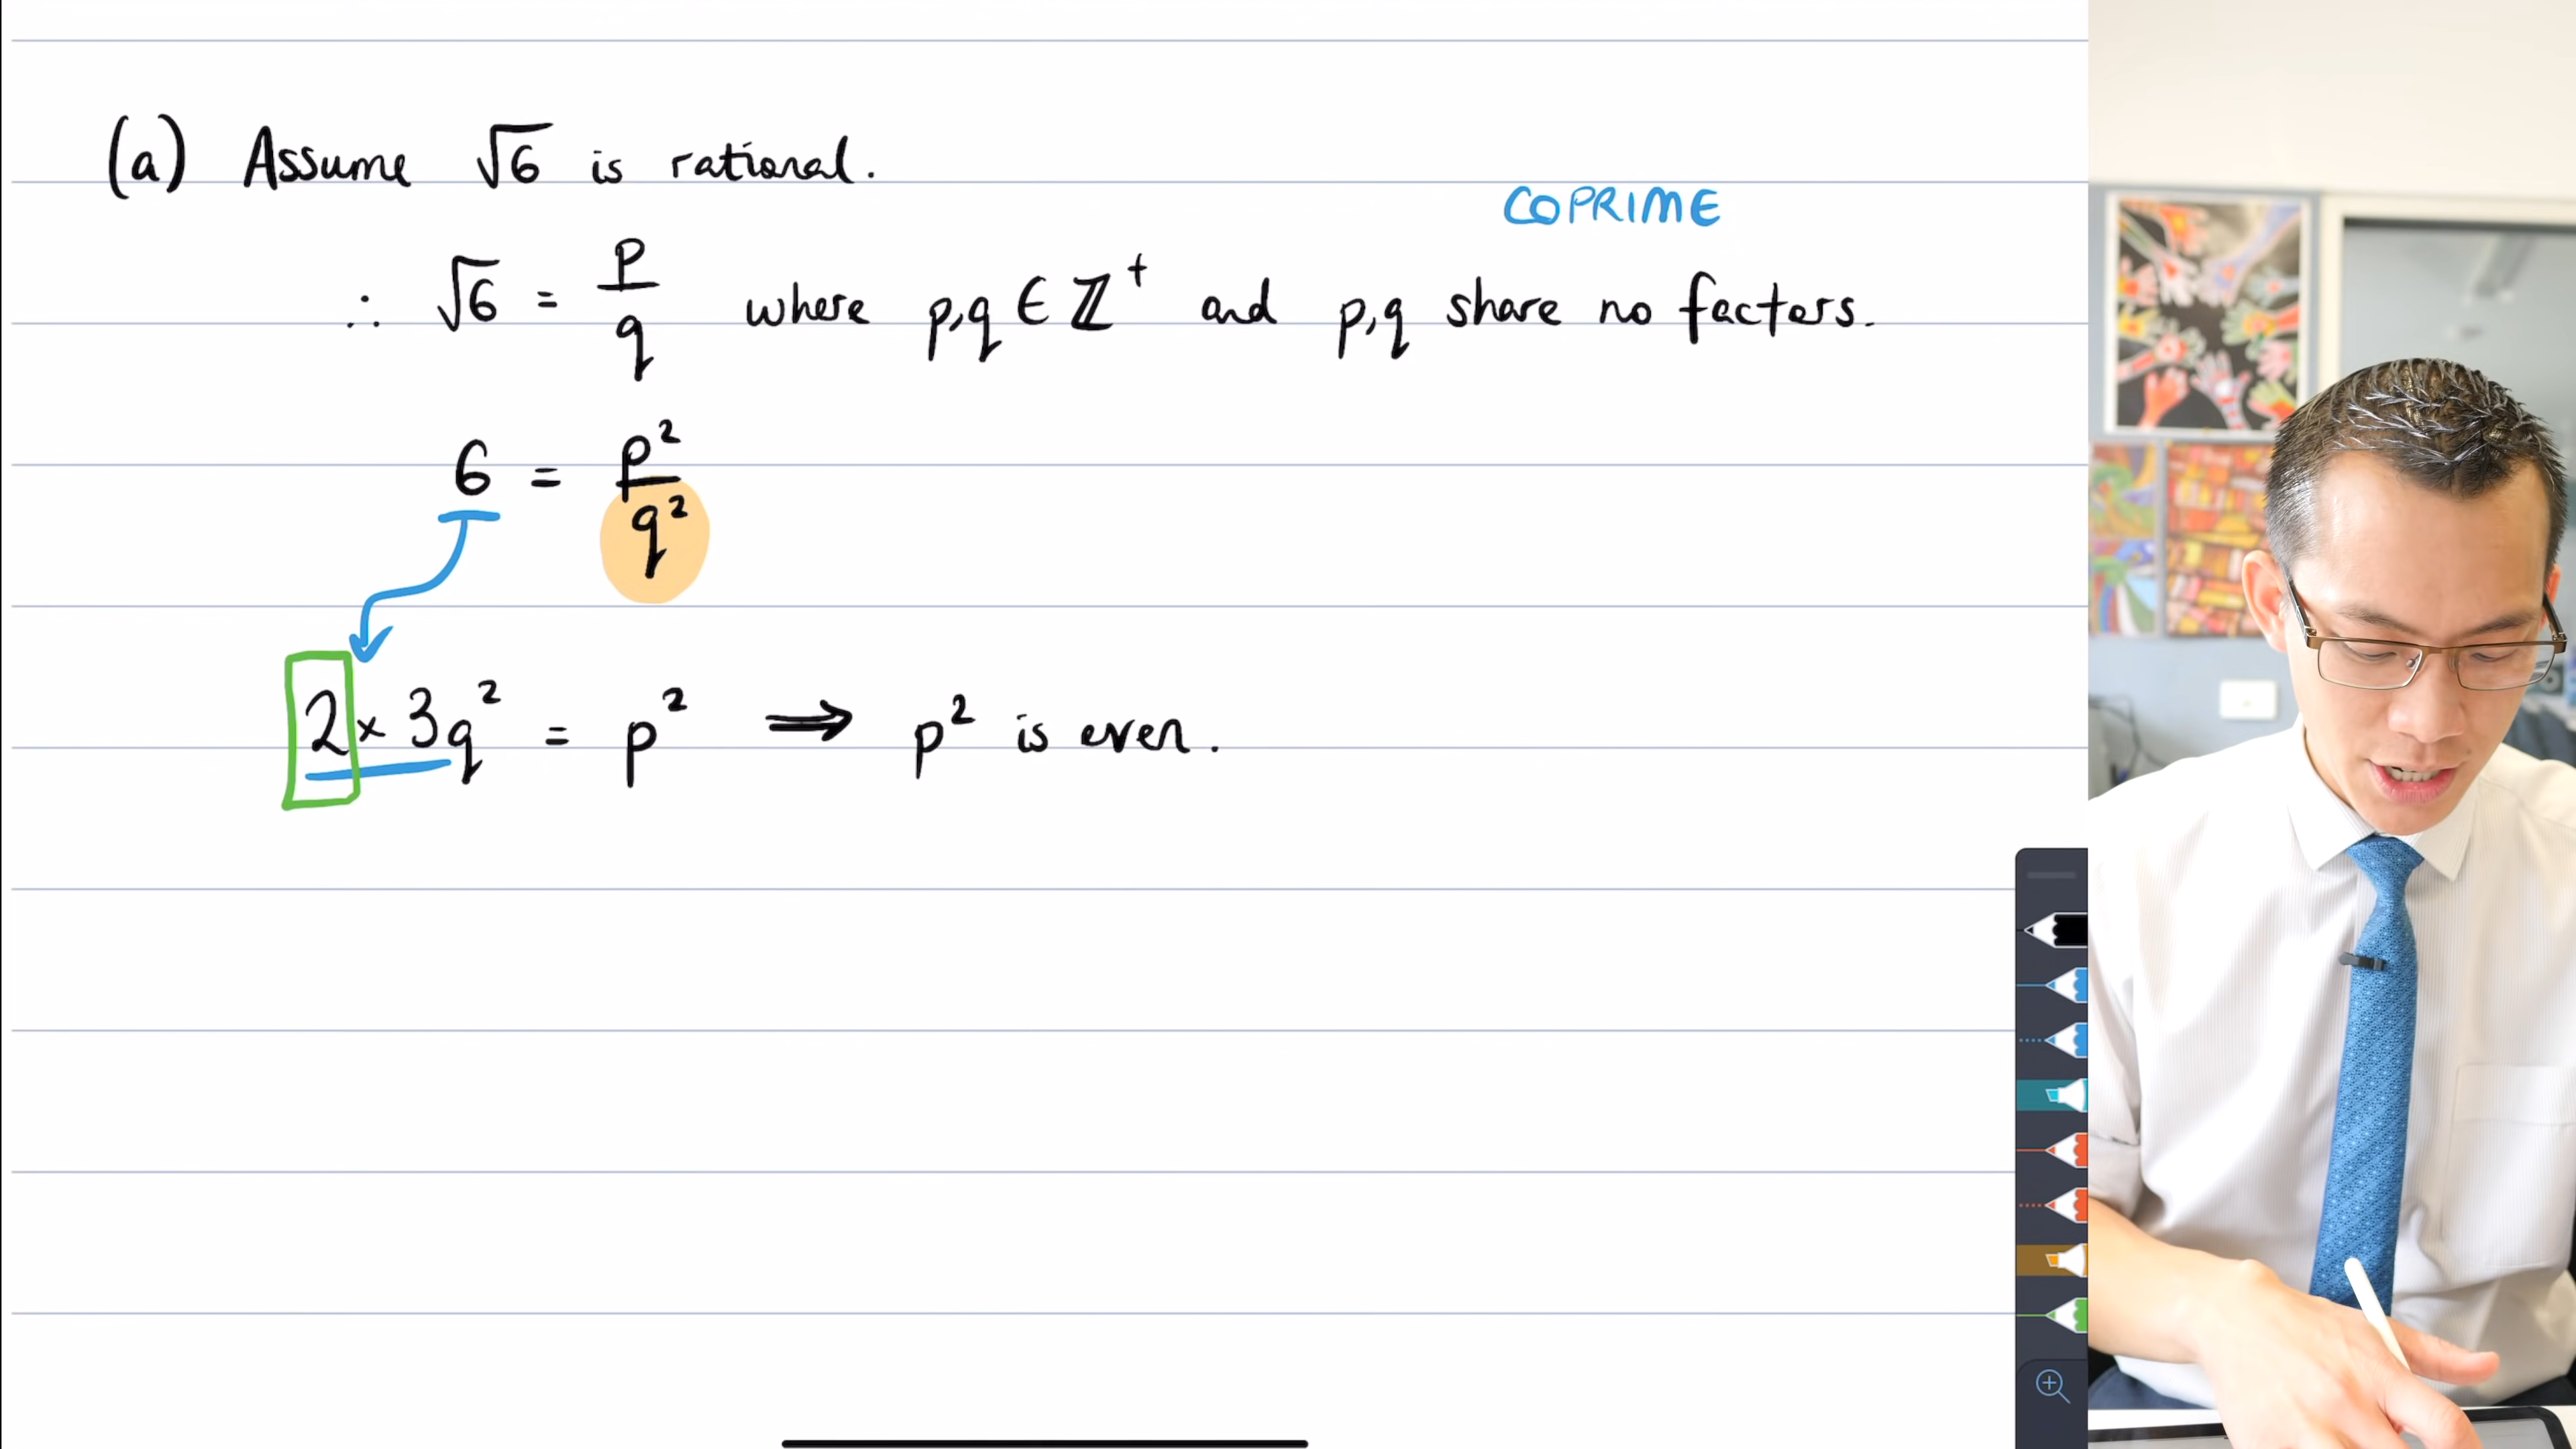 (a) Assume √6 is rational.
COPRIME
∴ √6 = p/q where p,q ∈ ℤ⁺ and p,q share no factors.
6 = p²/q²
2 × 3q² = p² ⟹ p² is even.